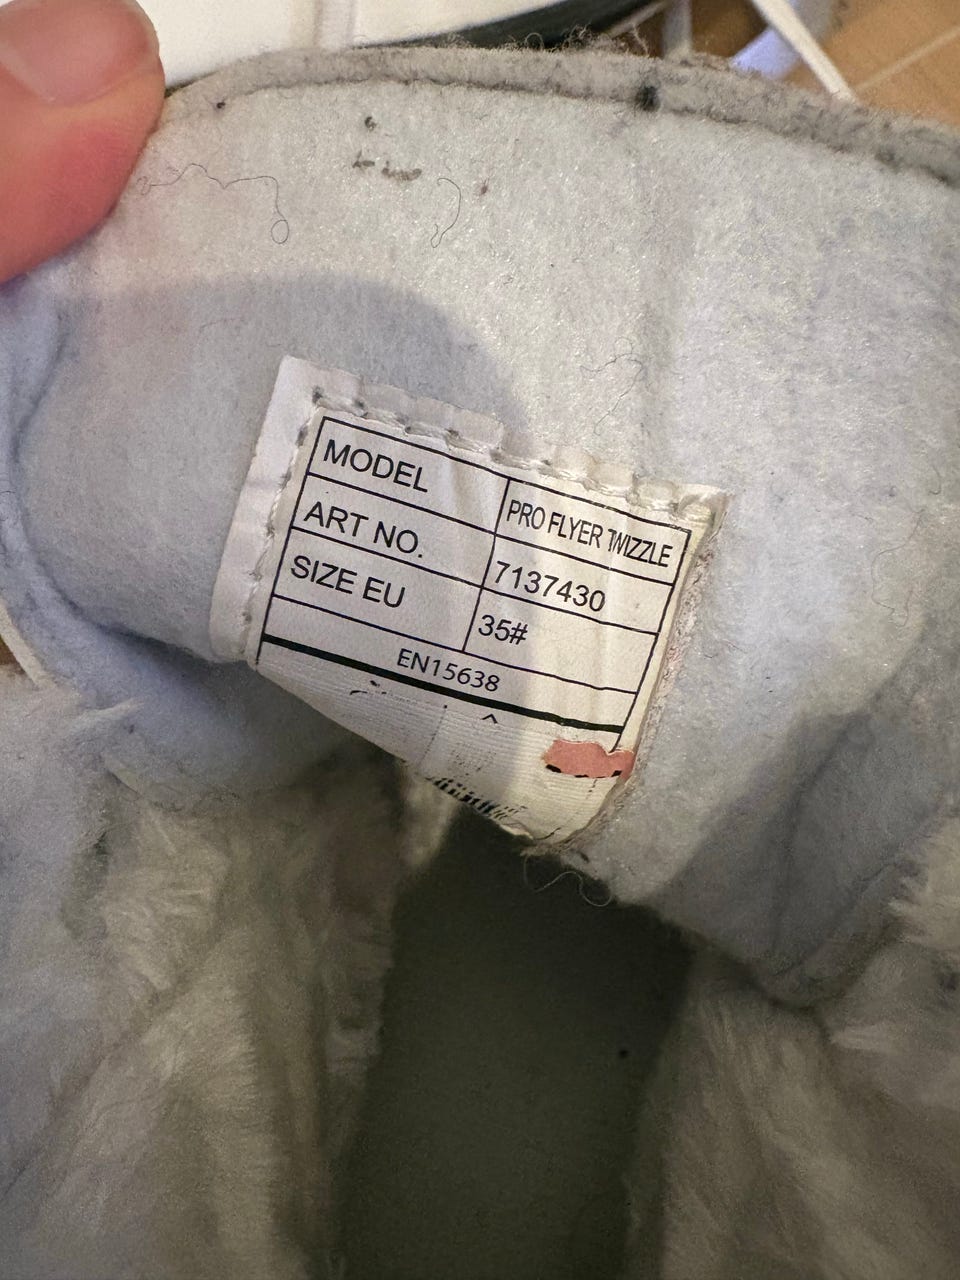 MODEL PRO FLYER TWIZZLE
ART NO. 7137430
SIZE EU 35#
EN15638